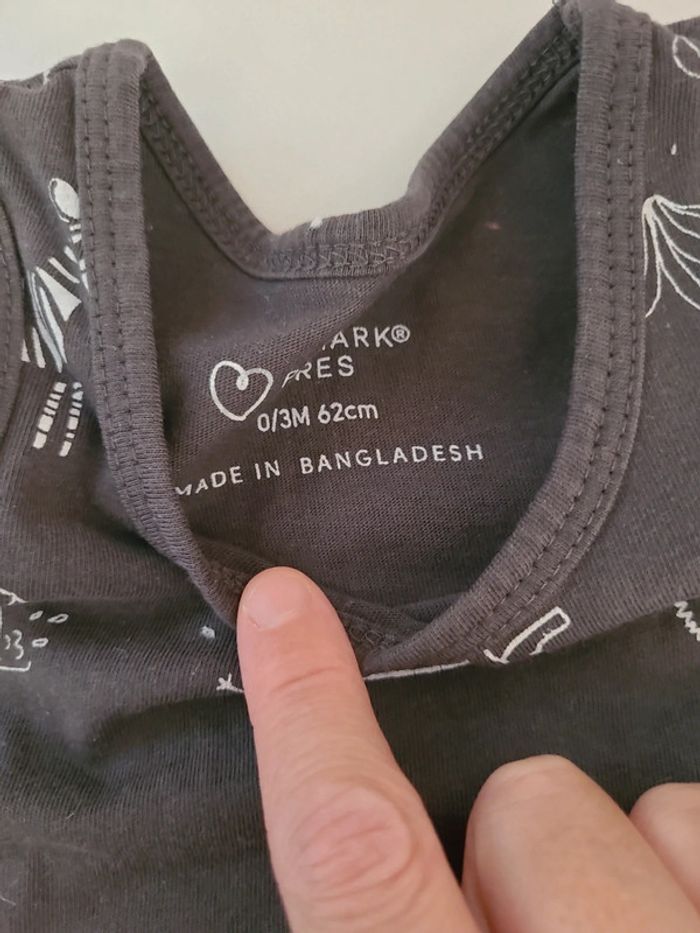 ARK®
RES
0/3M 62cm
MADE IN BANGLADESH